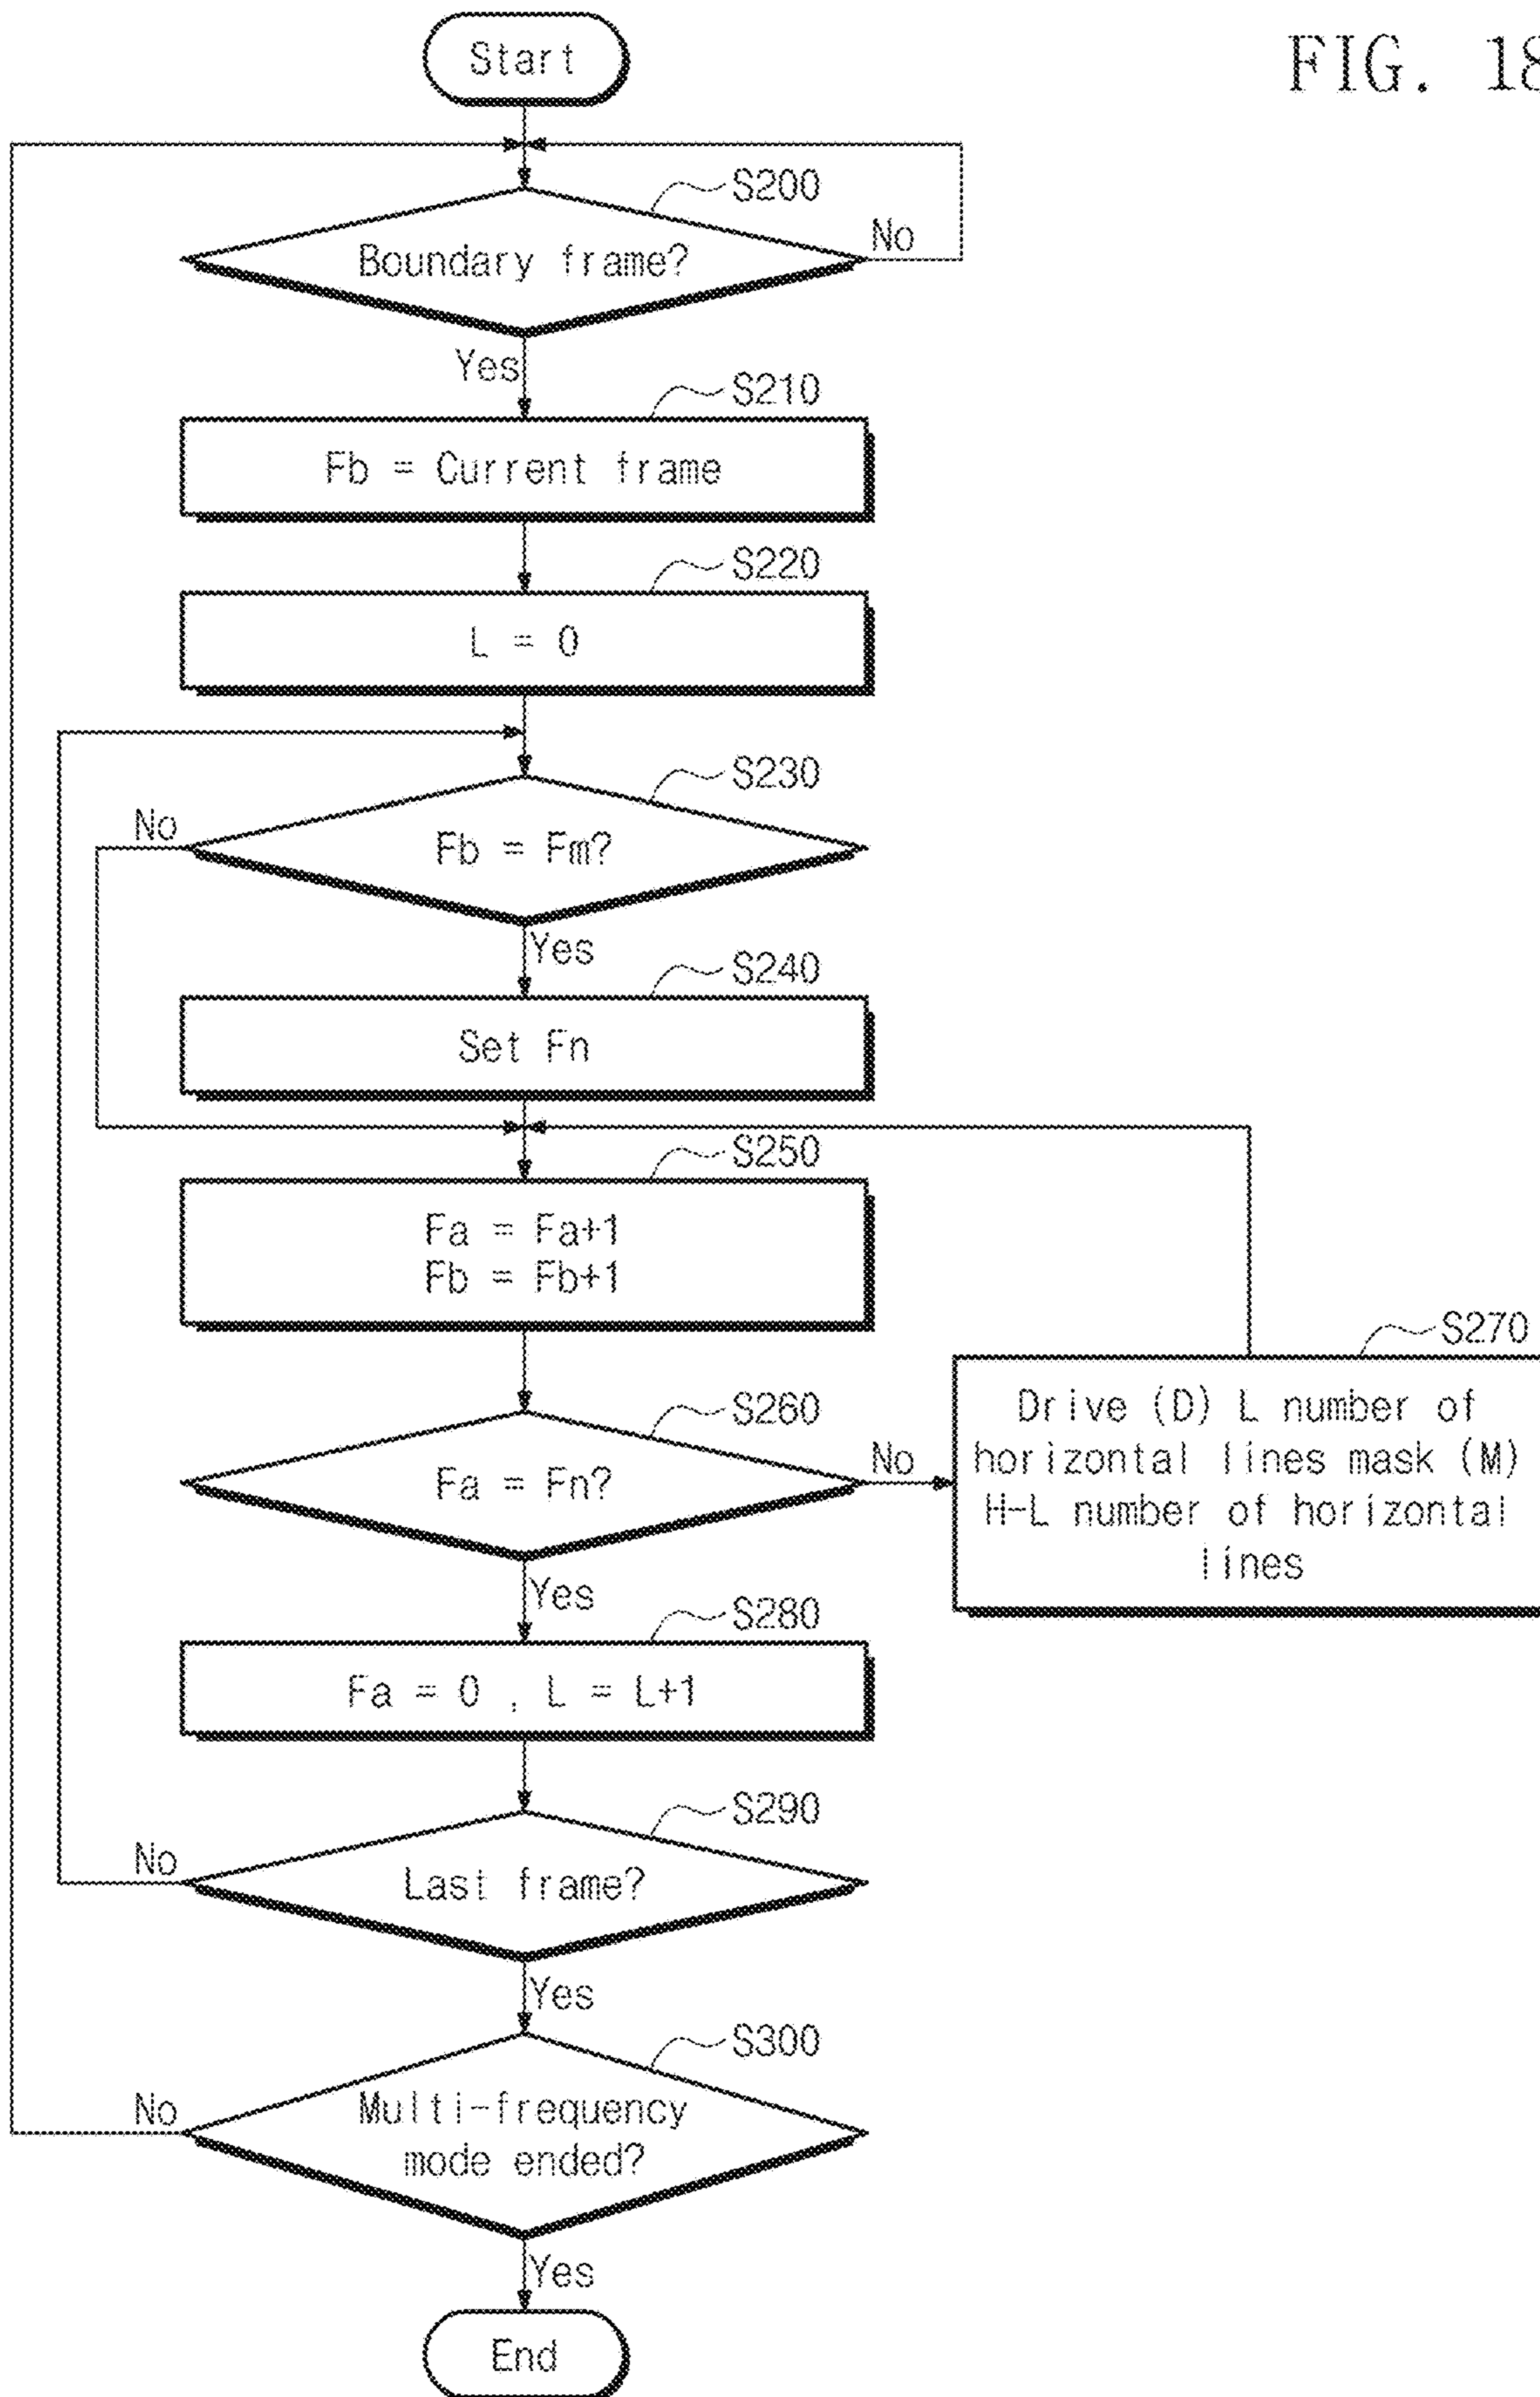 FIG. 18
Start
S200
Boundary frame?
No
Yes
S210
Fb = Current frame
S220
L = 0
S230
No
Fb = Fm?
Yes
S240
Set Fn
S250
Fa = Fa+1
Fb = Fb+1
S260
Fa = Fn?
No
S270
Drive (D) L number of
horizontal lines mask (M)
H-L number of horizontal
lines
Yes
S280
Fa = 0 , L = L+1
S290
No
Last frame?
Yes
S300
No
Multi-frequency
mode ended?
Yes
End